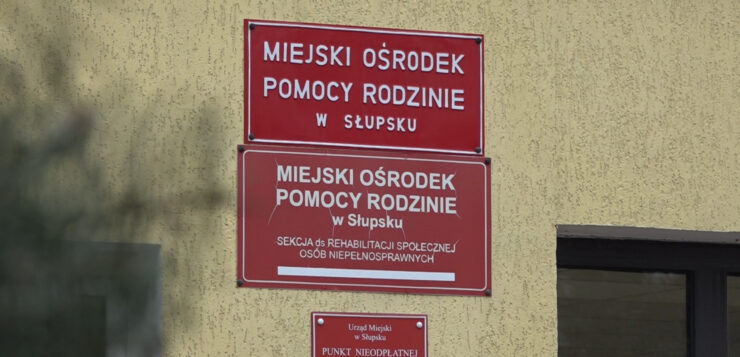 MIEJSKI OŚRODEK
POMOCY RODZINIE
W SŁUPSKU
MIEJSKI OŚRODEK
POMOCY RODZINIE
w Słupsku
SEKCJA ds REHABILITACJI SPOŁECZNEJ
OSÓB NIEPEŁNOSPRAWNYCH
Urząd Miejski
w Słupsku
PUNKT NIEODPŁATNEJ